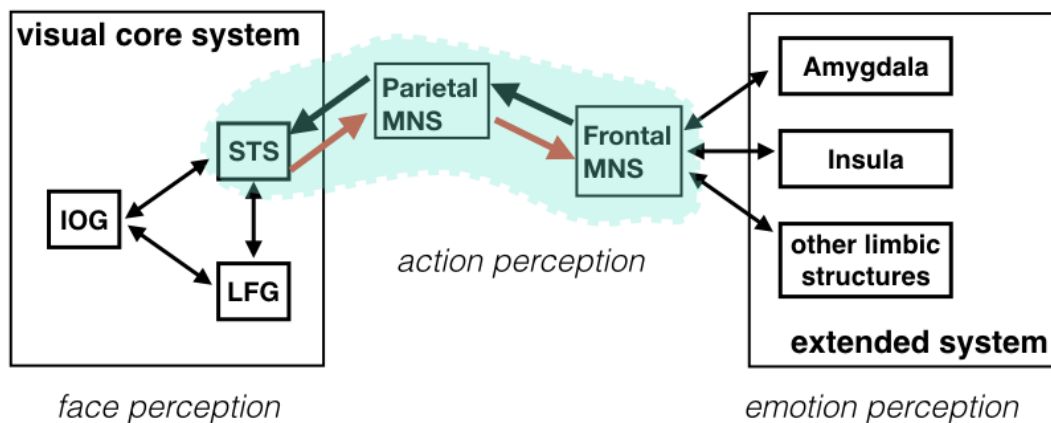 visual core system
STS
IOG
LFG
face perception
Parietal
MNS
Frontal
MNS
action perception
Amygdala
Insula
other limbic
structures
extended system
emotion perception